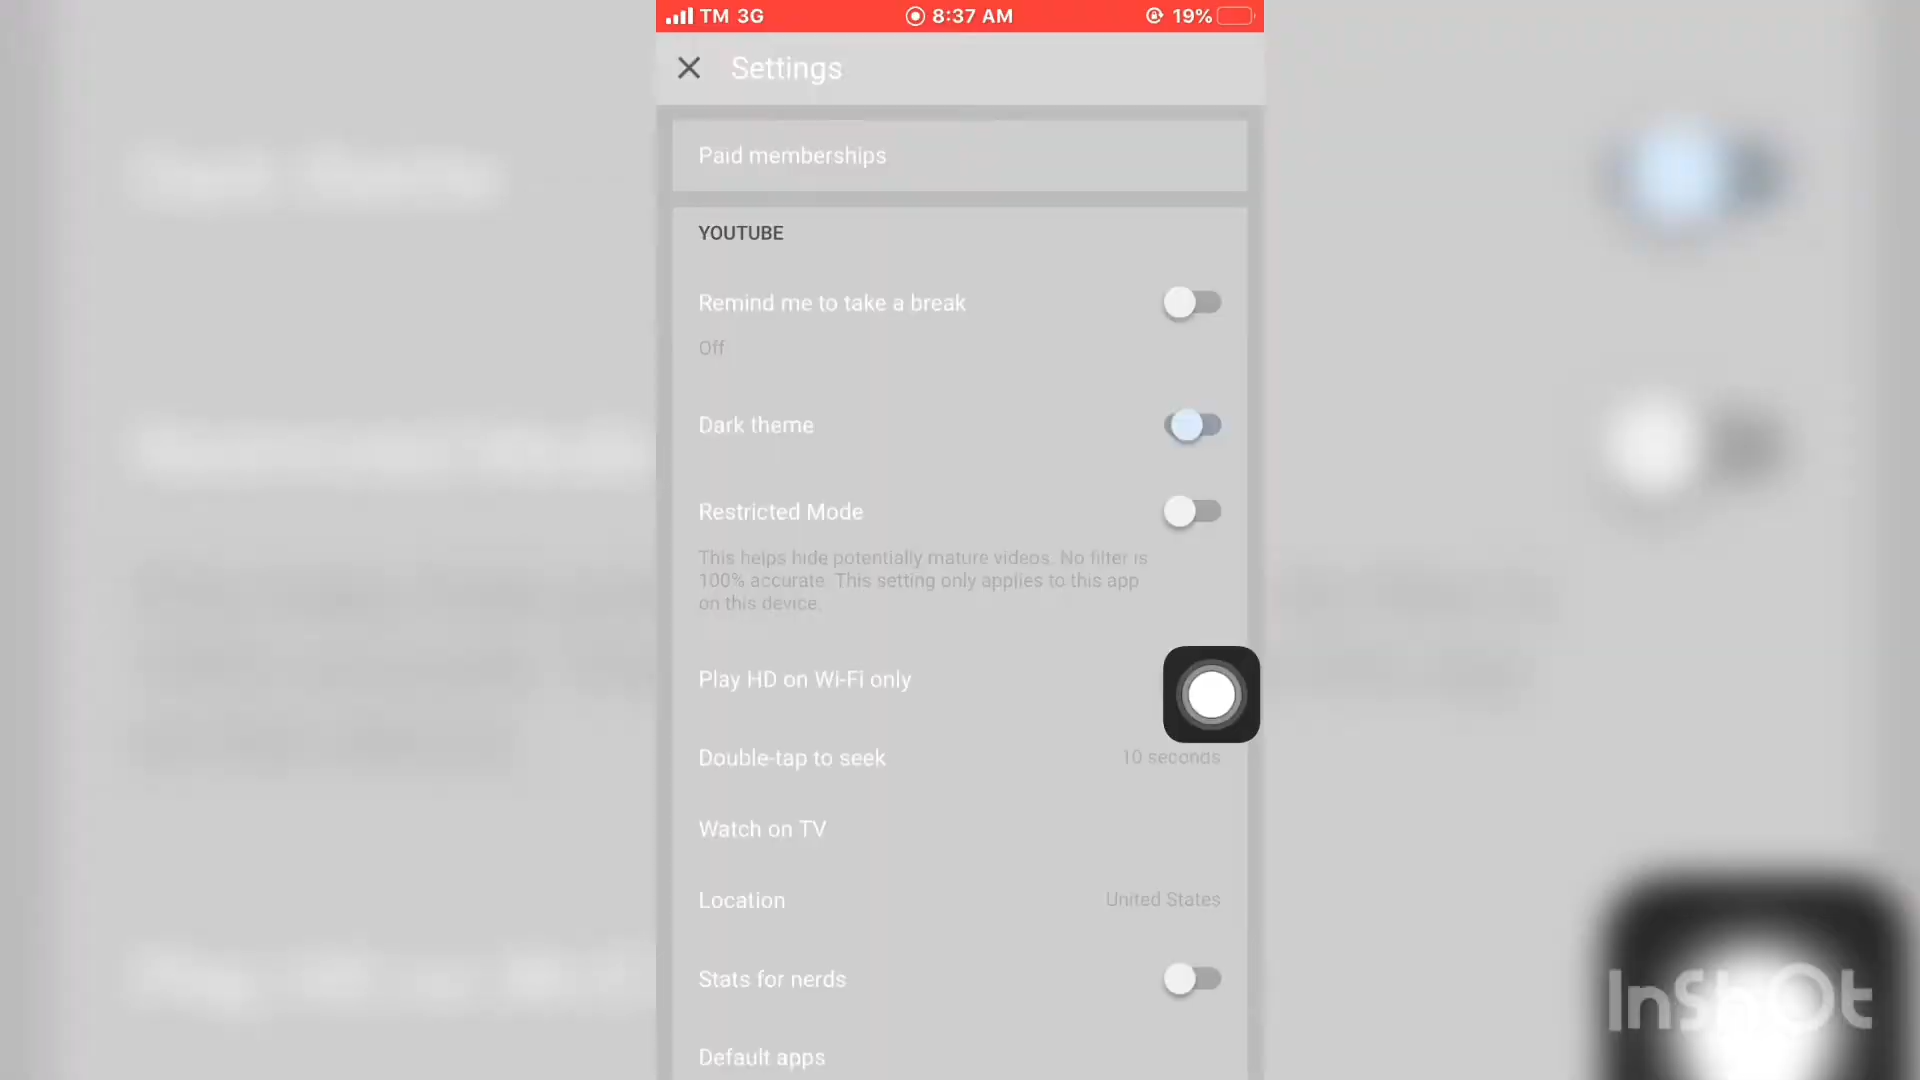 TM 3G 8:37 AM 19%
Settings
Paid memberships
YOUTUBE
Remind me to take a break
Off
Dark theme
Restricted Mode
This helps hide potentially mature videos. No filter is
100% accurate. This setting only applies to this app
on this device.
Play HD on Wi-Fi only
Double-tap to seek 10 seconds
Watch on TV
Location United States
Stats for nerds
Default apps
InShOt